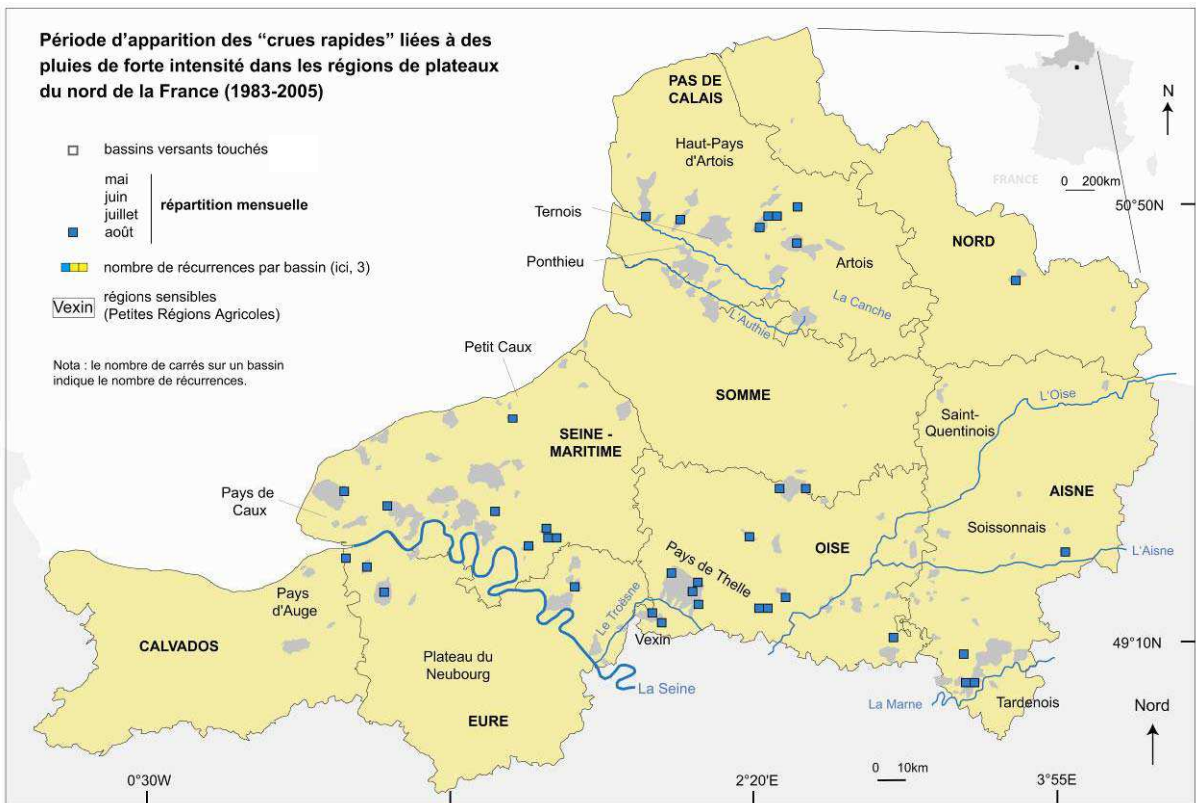 Période d'apparition des "crues rapides" liées à des
pluies de forte intensité dans les régions de plateaux
du nord de la France (1983-2005)
bassins versants touchés
mai
juin
juillet
août
répartition mensuelle
nombre de récurrences par bassin (ici, 3)
Vexin
régions sensibles
(Petites Régions Agricoles)
Nota : le nombre de carrés sur un bassin
indique le nombre de récurrences.
N
FRANCE
0 200km
50°50N
PAS DE
CALAIS
Haut-Pays
d'Artois
Ternois
Ponthieu
Artois
La Canche
L'Authie
NORD
Petit Caux
SOMME
L'Oise
Saint-
Quentinois
SEINE -
MARITIME
AISNE
Pays de
Caux
Soissonnais
OISE
L'Aisne
Pays de Thelle
Pays
d'Auge
Le Troësne
CALVADOS
Vexin
49°10N
Plateau du
Neubourg
La Seine
La Marne
Tardenois
Nord
EURE
0 10km
0°30W
2°20'E
3°55E